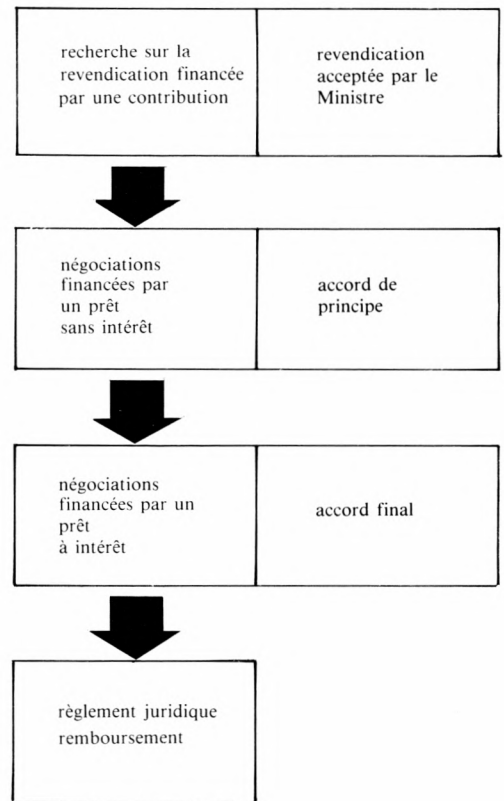 recherche sur la
revendication financée
par une contribution
revendication
acceptée par le
Ministre
négociations
financées par
un prêt
sans intérêt
accord de
principe
négociations
financées par un
prêt
à intérêt
accord final
règlement juridique
remboursement